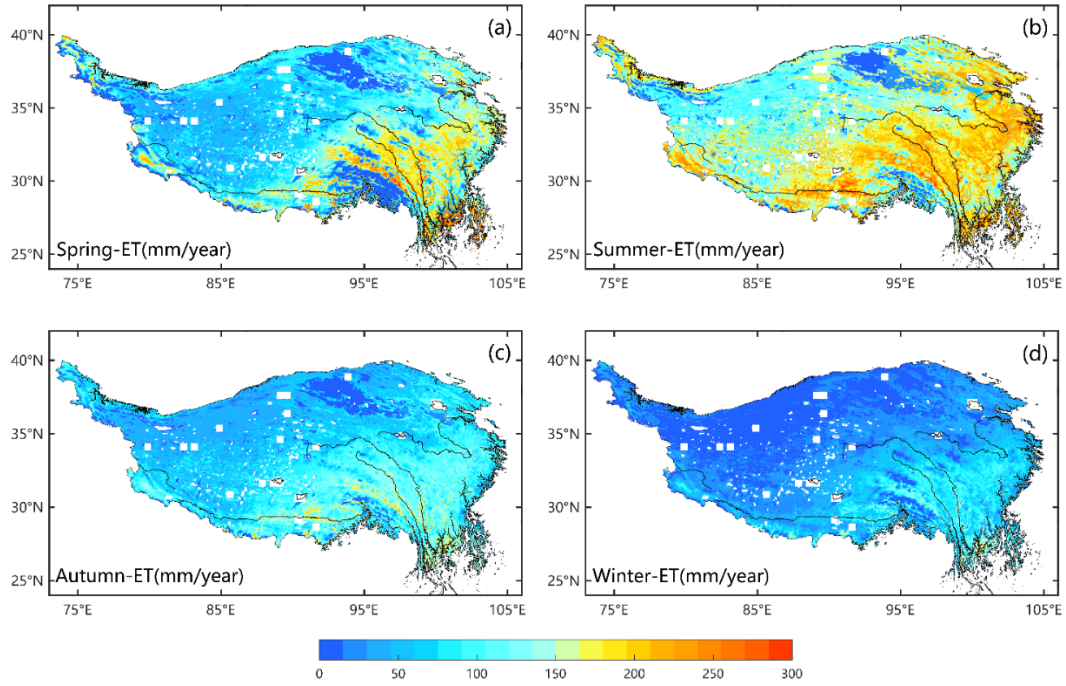 (a)
(b)
40°N
35°N
30°N
25°N
Spring-ET(mm/year)
75°E
85°E
95°E
105°E
40°N
35°N
30°N
25°N
Summer-ET(mm/year)
75°E
85°E
95°E
105°E
(c)
(d)
40°N
35°N
30°N
25°N
Autumn-ET(mm/year)
75°E
85°E
95°E
105°E
40°N
35°N
30°N
25°N
Winter-ET(mm/year)
75°E
85°E
95°E
105°E
0
50
100
150
200
250
300